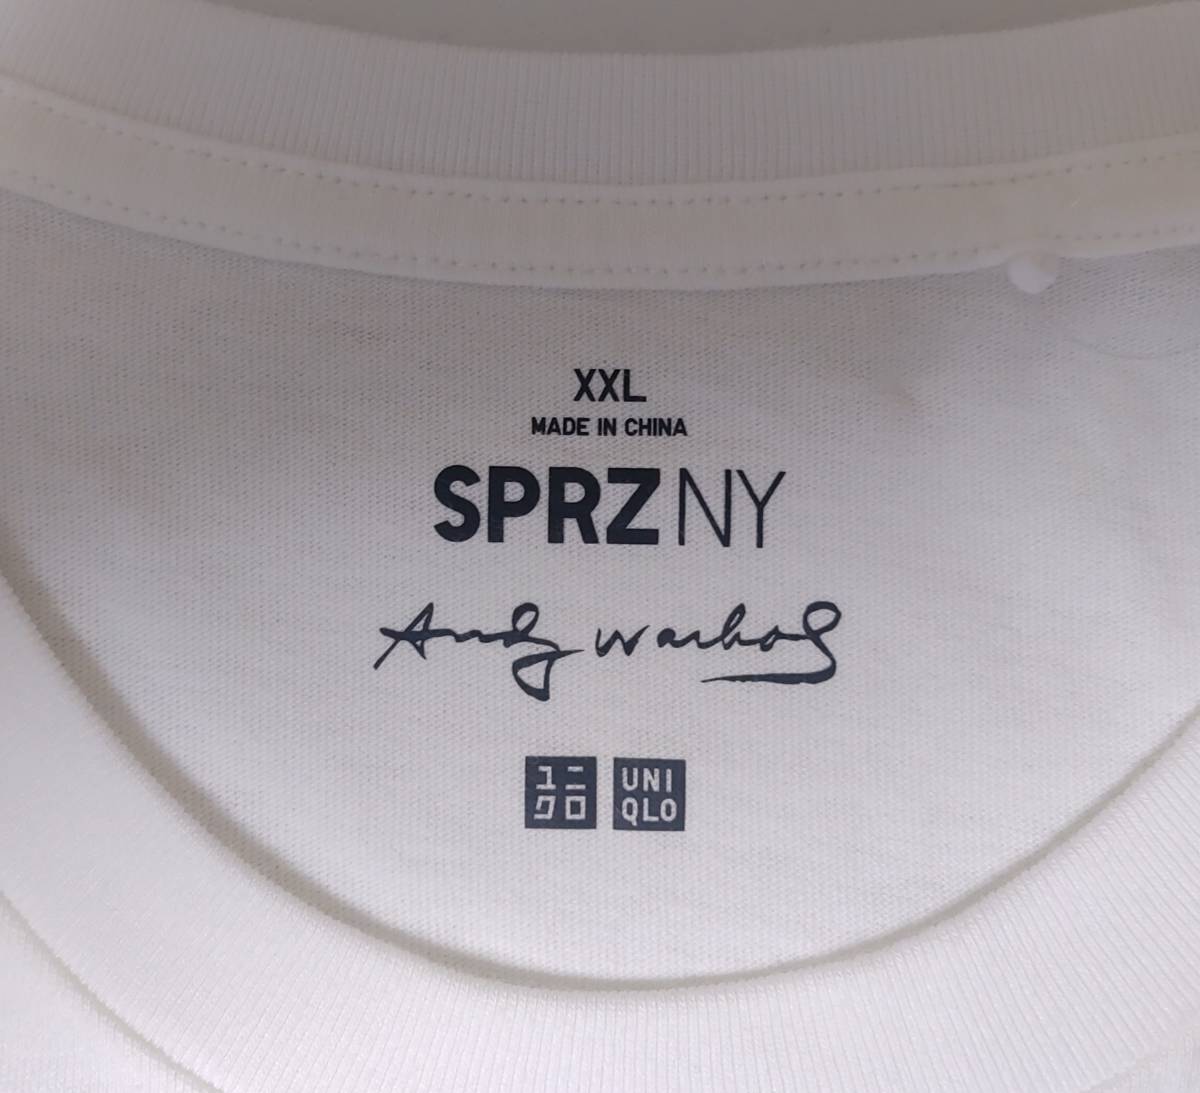 XXL
MADE IN CHINA
SPRZ NY
Andy Warhol
ユニ
クロ
UNI
QLO